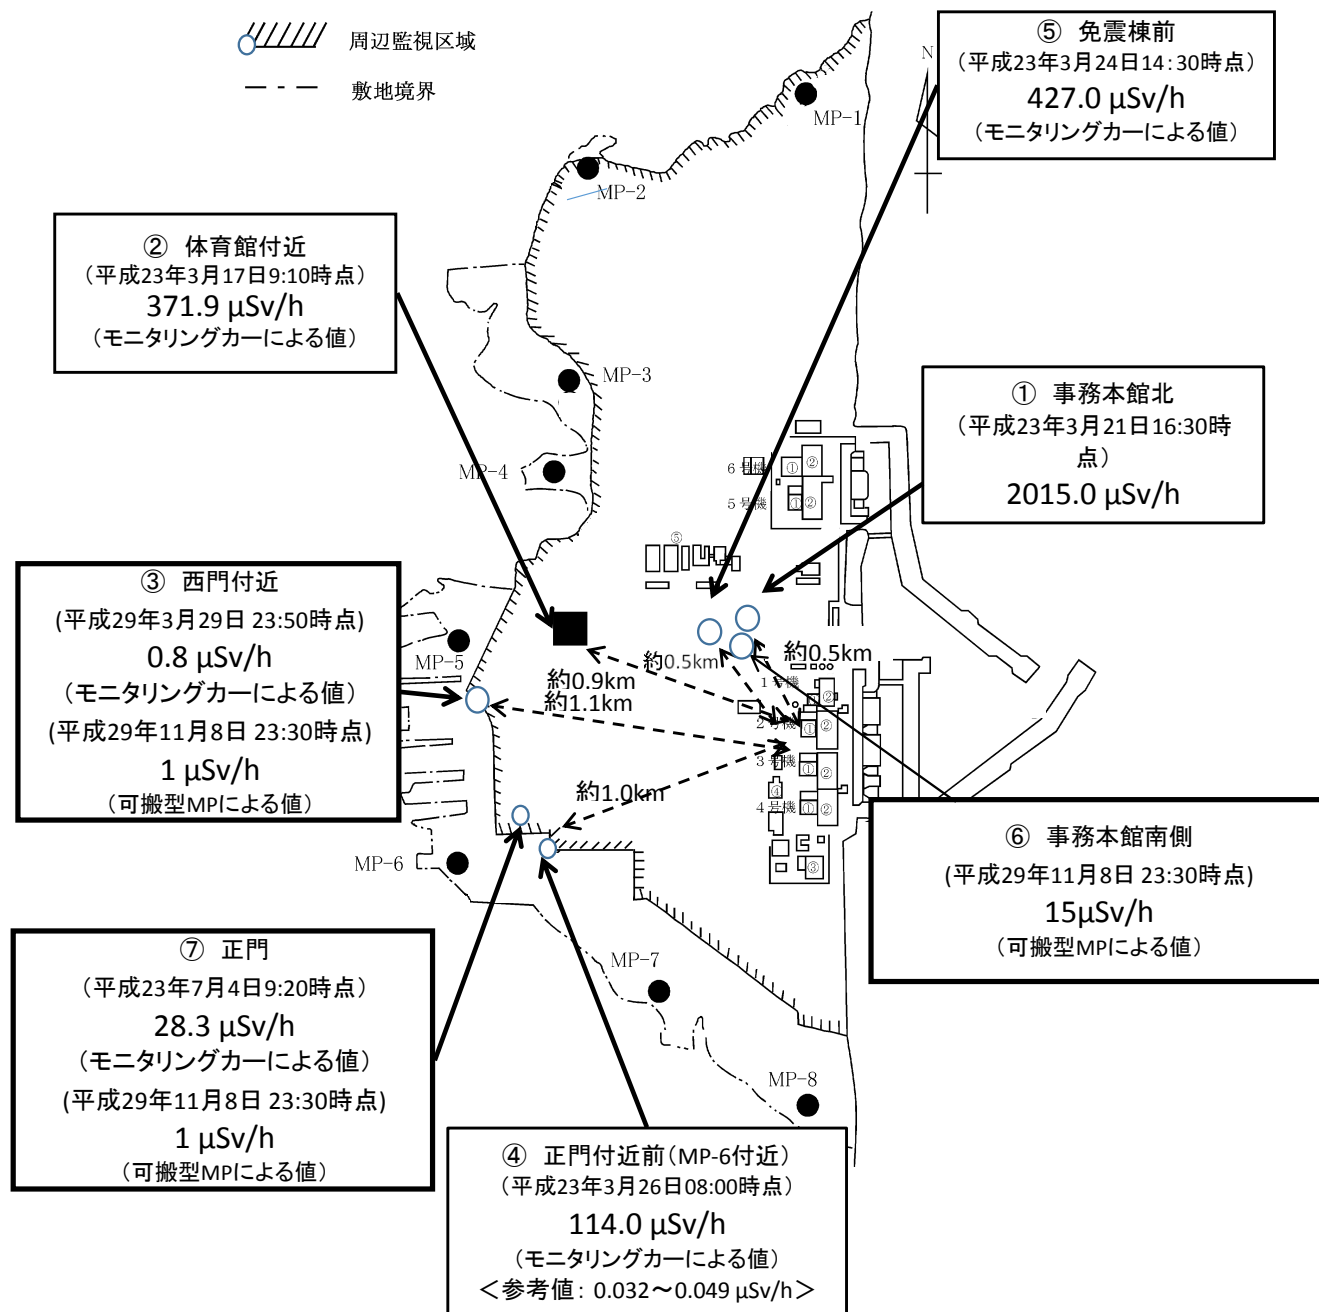 周辺監視区域
敷地境界
⑤ 免震棟前
（平成23年3月24日14：30時点）
427.0 µSv/h
（モニタリングカーによる値）
N
MP-1
MP-2
② 体育館付近
（平成23年3月17日9:10時点）
371.9 µSv/h
（モニタリングカーによる値）
MP-3
① 事務本館北
（平成23年3月21日16:30時
点）
2015.0 µSv/h
MP-4
6号機
①
②
5号機
①
②
⑤
③ 西門付近
(平成29年3月29日 23:50時点)
0.8 µSv/h
（モニタリングカーによる値）
(平成29年11月8日 23:30時点)
1 µSv/h
（可搬型MPによる値）
MP-5
約0.5km
約0.5km
約0.9km
約1.1km
1号機
②
2号機
①
②
3号機
①
②
④
4号機
①
②
③
約1.0km
MP-6
⑥ 事務本館南側
(平成29年11月8日 23:30時点)
15µSv/h
（可搬型MPによる値）
⑦ 正門
（平成23年7月4日9:20時点）
28.3 µSv/h
（モニタリングカーによる値）
(平成29年11月8日 23:30時点)
1 µSv/h
（可搬型MPによる値）
MP-7
MP-8
④ 正門付近前（MP-6付近）
（平成23年3月26日08:00時点）
114.0 µSv/h
（モニタリングカーによる値）
＜参考値： 0.032～0.049 µSv/h＞